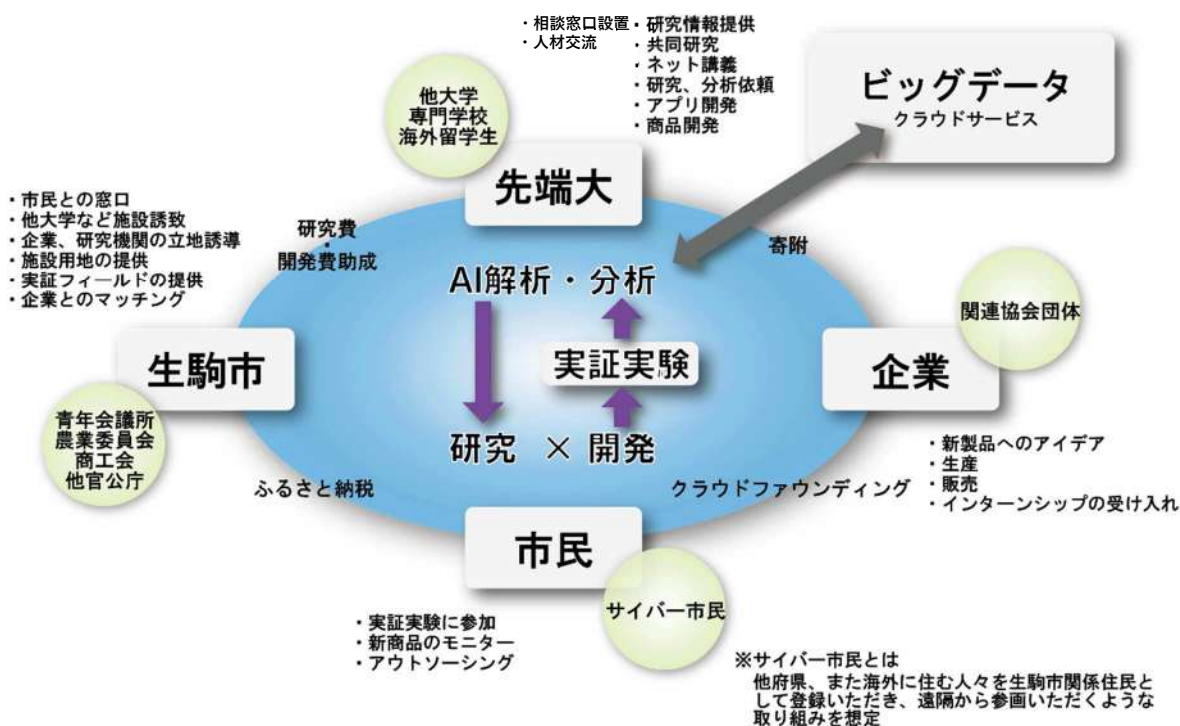 ・相談窓口設置
・人材交流
・研究情報提供
・共同研究
・ネット講義
・研究、分析依頼
・アプリ開発
・商品開発
ビッグデータ
クラウドサービス
他大学
専門学校
海外留学生
先端大
・市民との窓口
・他大学など施設誘致
・企業、研究機関の立地誘導
・施設用地の提供
・実証フィールドの提供
・企業とのマッチング
研究費
・
開発費助成
寄附
AI解析・分析
関連協会団体
生駒市
実証実験
企業
青年会議所
農業委員会
商工会
他官公庁
研究 × 開発
・新製品へのアイデア
・生産
・販売
・インターンシップの受け入れ
ふるさと納税
クラウドファウンディング
市民
サイバー市民
・実証実験に参加
・新商品のモニター
・アウトソーシング
※サイバー市民とは
他府県、また海外に住む人々を生駒市関係住民と
して登録いただき、遠隔から参画いただくような
取り組みを想定